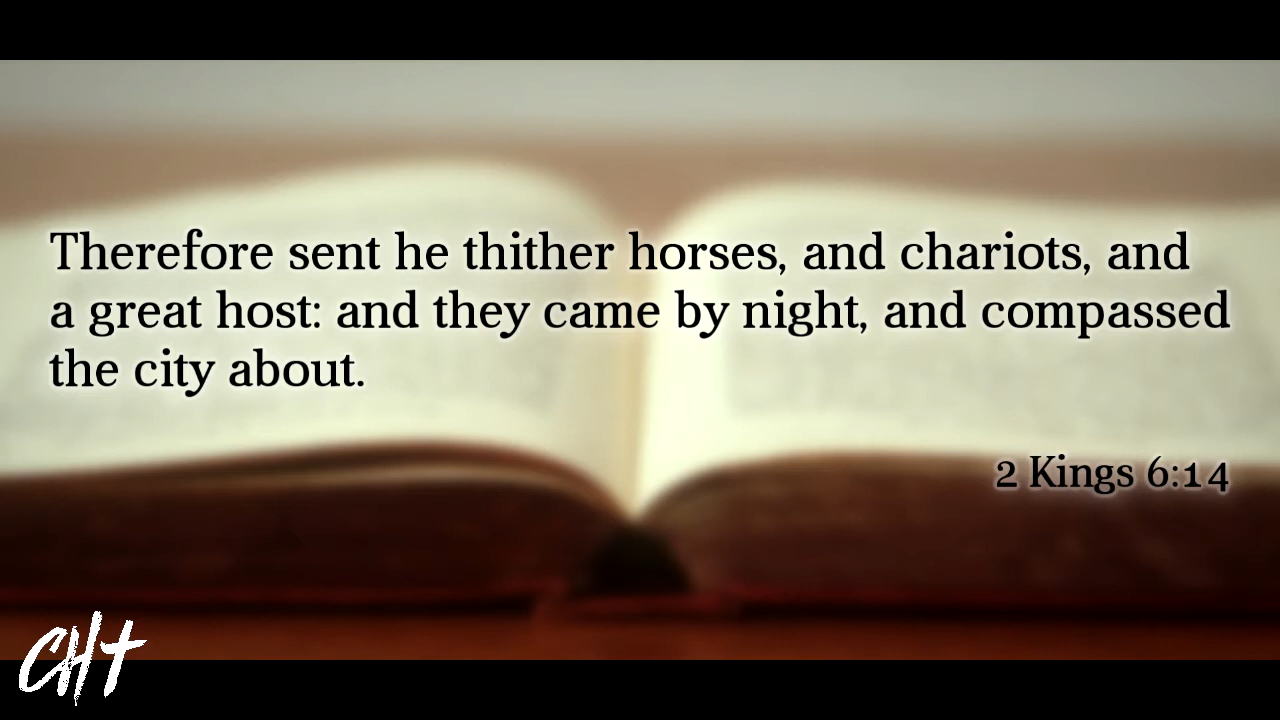 Therefore sent he thither horses, and chariots, and
a great host: and they came by night, and compassed
the city about.
2 Kings 6:14
CHt